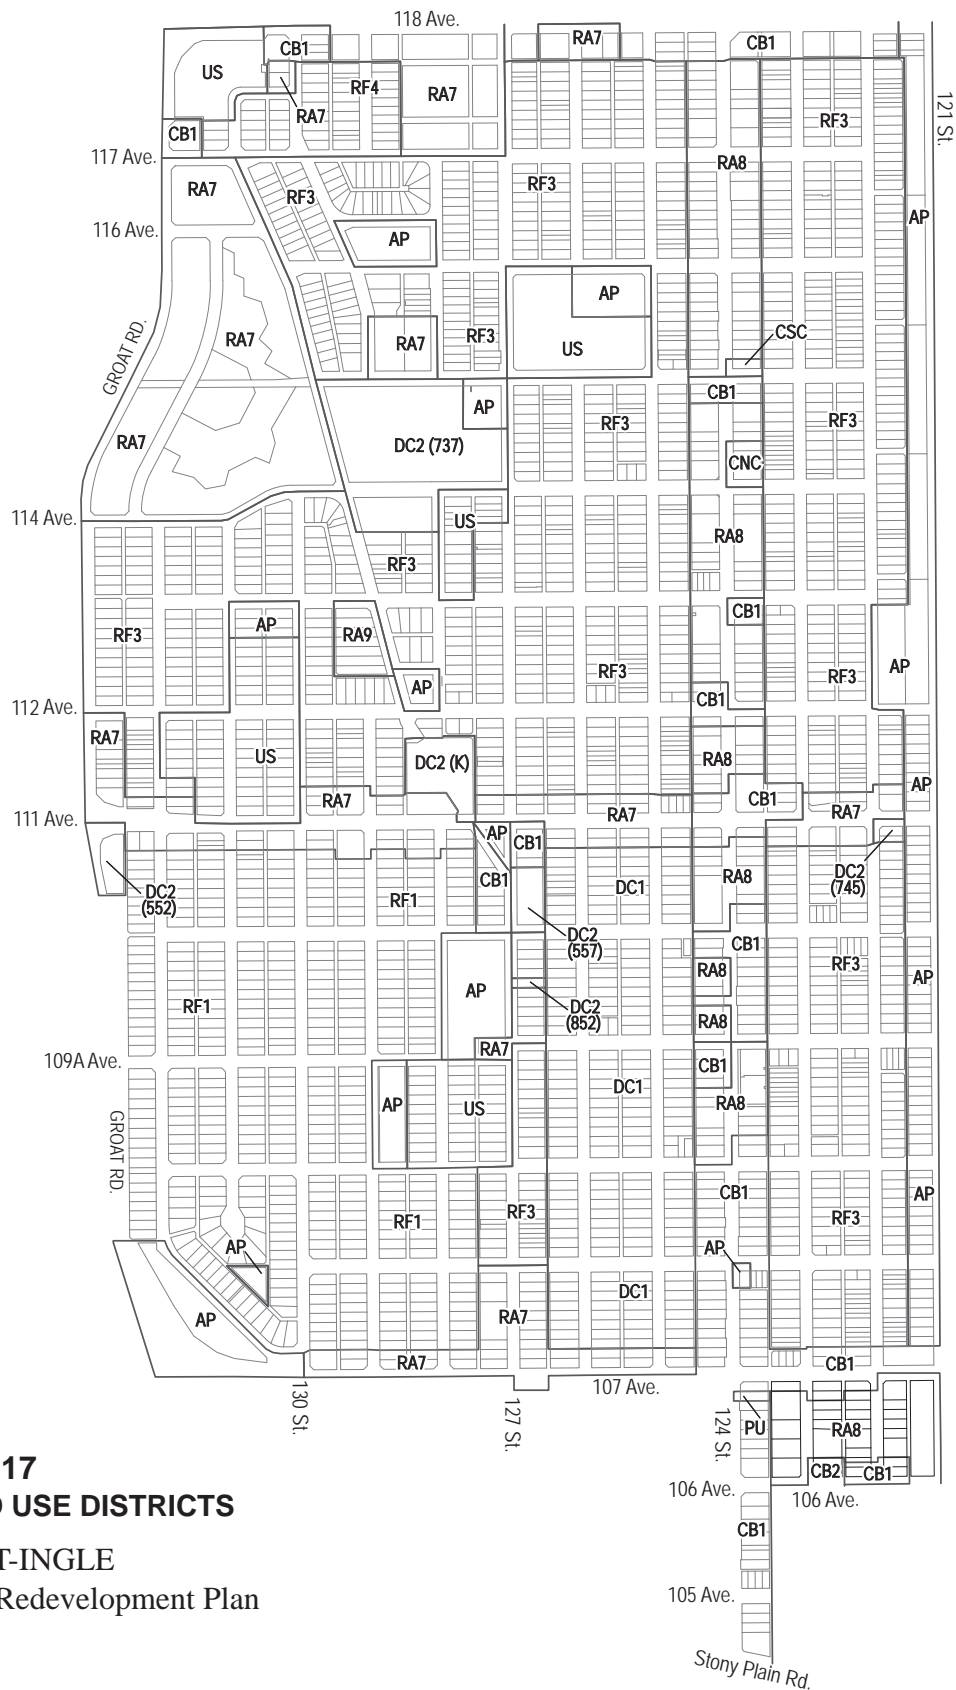 118 Ave.
CB1
RA7
CB1
US
RF4
RA7
RA7
RF3
121 St.
CB1
117 Ave.
RA8
RA7
RF3
RF3
AP
116 Ave.
AP
AP
GROAT RD.
RA7
RA7
RF3
US
CSC
CB1
AP
RF3
RF3
RA7
DC2 (737)
CNC
114 Ave.
US
RA8
RF3
CB1
RF3
AP
RA9
RF3
RF3
AP
AP
CB1
112 Ave.
RA7
US
DC2 (K)
RA8
AP
RA7
CB1
RA7
RA7
111 Ave.
AP
CB1
DC2
(552)
RF1
CB1
DC1
RA8
DC2
(745)
DC2
(557)
CB1
RF3
AP
RA8
RF1
AP
DC2
(852)
RA8
RA7
109A Ave.
CB1
AP
US
DC1
RA8
GROAT RD.
CB1
RF1
RF3
RF3
AP
AP
AP
DC1
AP
RA7
RA7
CB1
107 Ave.
130 St.
127 St.
124 St.
PU
RA8
CB2
CB1
106 Ave.
106 Ave.
CB1
105 Ave.
Stony Plain Rd.
17
USE DISTRICTS
T-INGLE
Redevelopment Plan